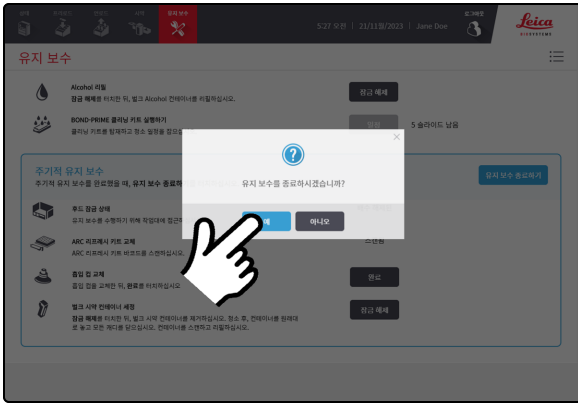 유지 보수
5:27 오전 | 21/11월/2023 | Jane Doe
로그아웃
Leica
BIOSYSTEMS
유지 보수
Alcohol 리필
잠금 해제를 터치한 뒤, 벌크 Alcohol 컨테이너를 리필하십시오.
잠금 해제
BOND-PRIME 클리닝 키트 실행하기
클리닝 키트를 탑재하고 청소 일정을 잡으십
일정
5 슬라이드 남음
유지 보수를 종료하시겠습니까?
예
아니오
주기적 유지 보수
주기적 유지 보수를 완료했을 때, 유지 보수 종료하
유지 보수 종료하기
후드 잠금 상태
유지 보수를 수행하기 위해 작업대에 접근하
ARC 리프레시 키트 교체
ARC 리프레시 키트 바코드를 스캔하십시오.
스캔됨
흡입 컵 교체
흡입 컵을 교체한 뒤, 완료를 터치하십시오
완료
벌크 시약 컨테이너 세정
잠금 해제를 터치한 뒤, 벌크 시약 컨테이너를 제거하십시오. 청소 후, 컨테이너를 원래대
로 놓고 모든 캐디를 닫으십시오. 컨테이너를 스캔하고 리필하십시오.
잠금 해제